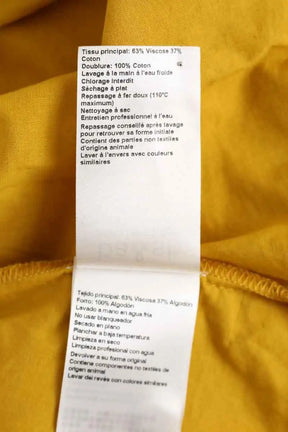 Tissu principal: 63% Viscose 37%
Coton
Doublure: 100% Coton
Lavage à la main à l'eau froide
Chlorage Interdit
Séchage à plat
Repassage à fer doux (110°C
maximum)
Nettoyage à sec
Entretien professionnel à l'eau
Repassage conseillé après lavage
pour retrouver sa forme initiale
Contient des parties non textiles
d'origine animale
Laver à l'envers avec couleurs
similaires
Tejido principal: 63% Viscosa 37% Algodón
Forro: 100% Algodón
Lavado a mano en agua fría
No usar blanqueador
Secado en plano
Planchar a baja temperatura
Limpieza en seco
Limpieza profesional con agua
Devolver a su forma original
Contiene componentes no textiles de
origen animal
Lavar del revés con colores similares